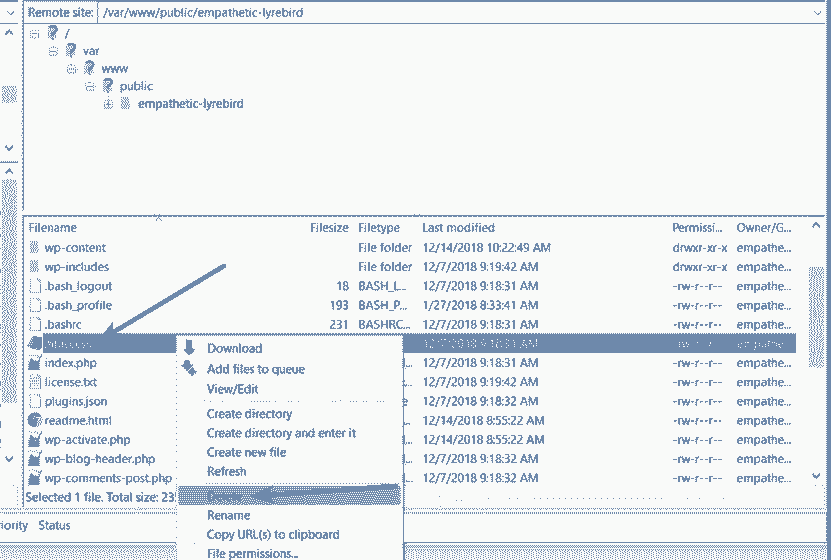 Remote site: /var/www/public/empathetic-lyrebird
/
var
www
public
empathetic-lyrebird
Filename Filesize Filetype Last modified Permissi... Owner/G...
wp-content File folder 12/14/2018 10:22:49 AM drwxr-xr-x empathe...
wp-includes File folder 12/7/2018 9:19:42 AM drwxr-xr-x empathe...
.bash_logout 18 BASH_L... 12/7/2018 9:18:31 AM -rw-r--r-- empathe...
.bash_profile 193 BASH_P... 1/27/2018 8:33:41 AM -rw-r--r-- empathe...
.bashrc 231 BASHRC... 12/7/2018 9:18:31 AM -rw-r--r-- empathe...
12/7/2018 9:18:31 AM -rw-r--r-- empathe...
index.php 12/7/2018 9:18:31 AM -rw-r--r-- empathe...
license.txt 12/7/2018 9:19:42 AM -rw-r--r-- empathe...
plugins.json 12/7/2018 9:18:32 AM -rw-r--r-- empathe...
readme.html 12/14/2018 8:55:22 AM -rw-r--r-- empathe...
wp-activate.php 12/14/2018 8:55:22 AM -rw-r--r-- empathe...
wp-blog-header.php 12/7/2018 9:18:32 AM -rw-r--r-- empathe...
wp-comments-post.php 12/7/2018 9:18:32 AM -rw-r--r-- empathe...
Selected 1 file. Total size: 23
Download
Add files to queue
View/Edit
Create directory
Create directory and enter it
Create new file
Refresh
Delete
Rename
Copy URL(s) to clipboard
File permissions...
iority Status